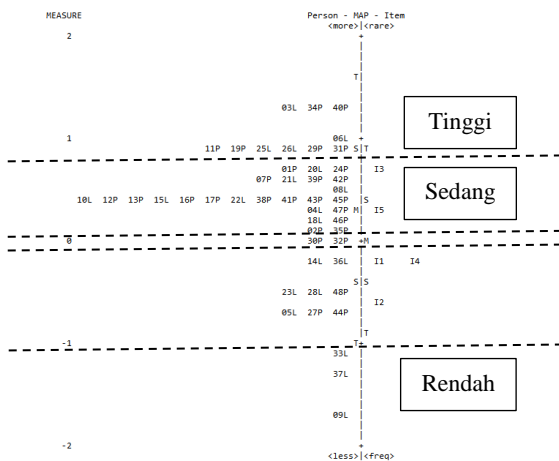 MEASURE Person - MAP - Item
<more>|<rare>
2 +
|
|
|
T|
|
|
03L 34P 40P |
|
|
1 06L +
11P 19P 25L 26L 29P 31P S|T
|
01P 20L 24P | I3
07P 21L 39P 42P |
08L |
10L 12P 13P 15L 16P 17P 22L 38P 41P 43P 45P |S
04L 47P M| I5
18L 46P |
02P 35P |
0 30P 32P +M
|
14L 36L | I1 I4
|
S|S
23L 28L 48P |
| I2
05L 27P 44P |
|
|T
-1 T+
33L |
|
37L |
|
|
|
09L |
|
|
-2 +
<less>|<freq>
Tinggi
Sedang
Rendah